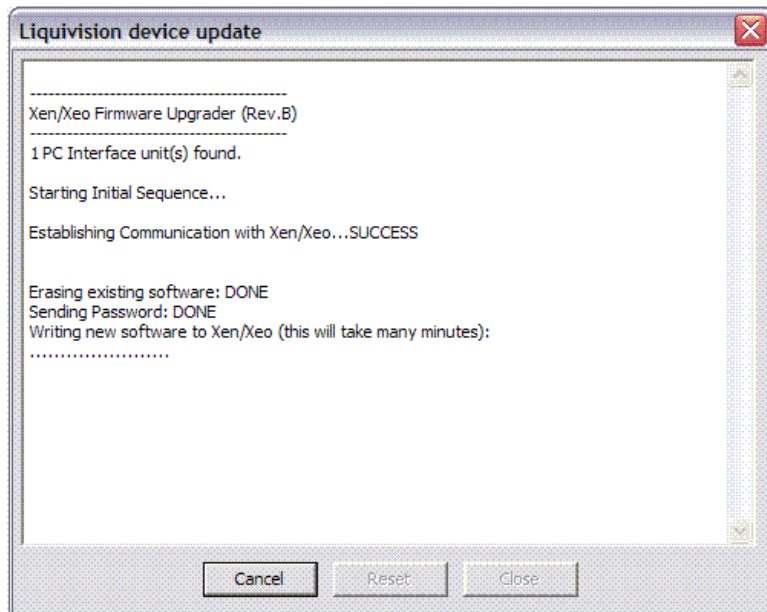 Liquivision device update
------------------------------------------
Xen/Xeo Firmware Upgrader (Rev.B)
------------------------------------------
1 PC Interface unit(s) found.
Starting Initial Sequence...
Establishing Communication with Xen/Xeo...SUCCESS
Erasing existing software: DONE
Sending Password: DONE
Writing new software to Xen/Xeo (this will take many minutes):
.......................
Cancel Reset Close